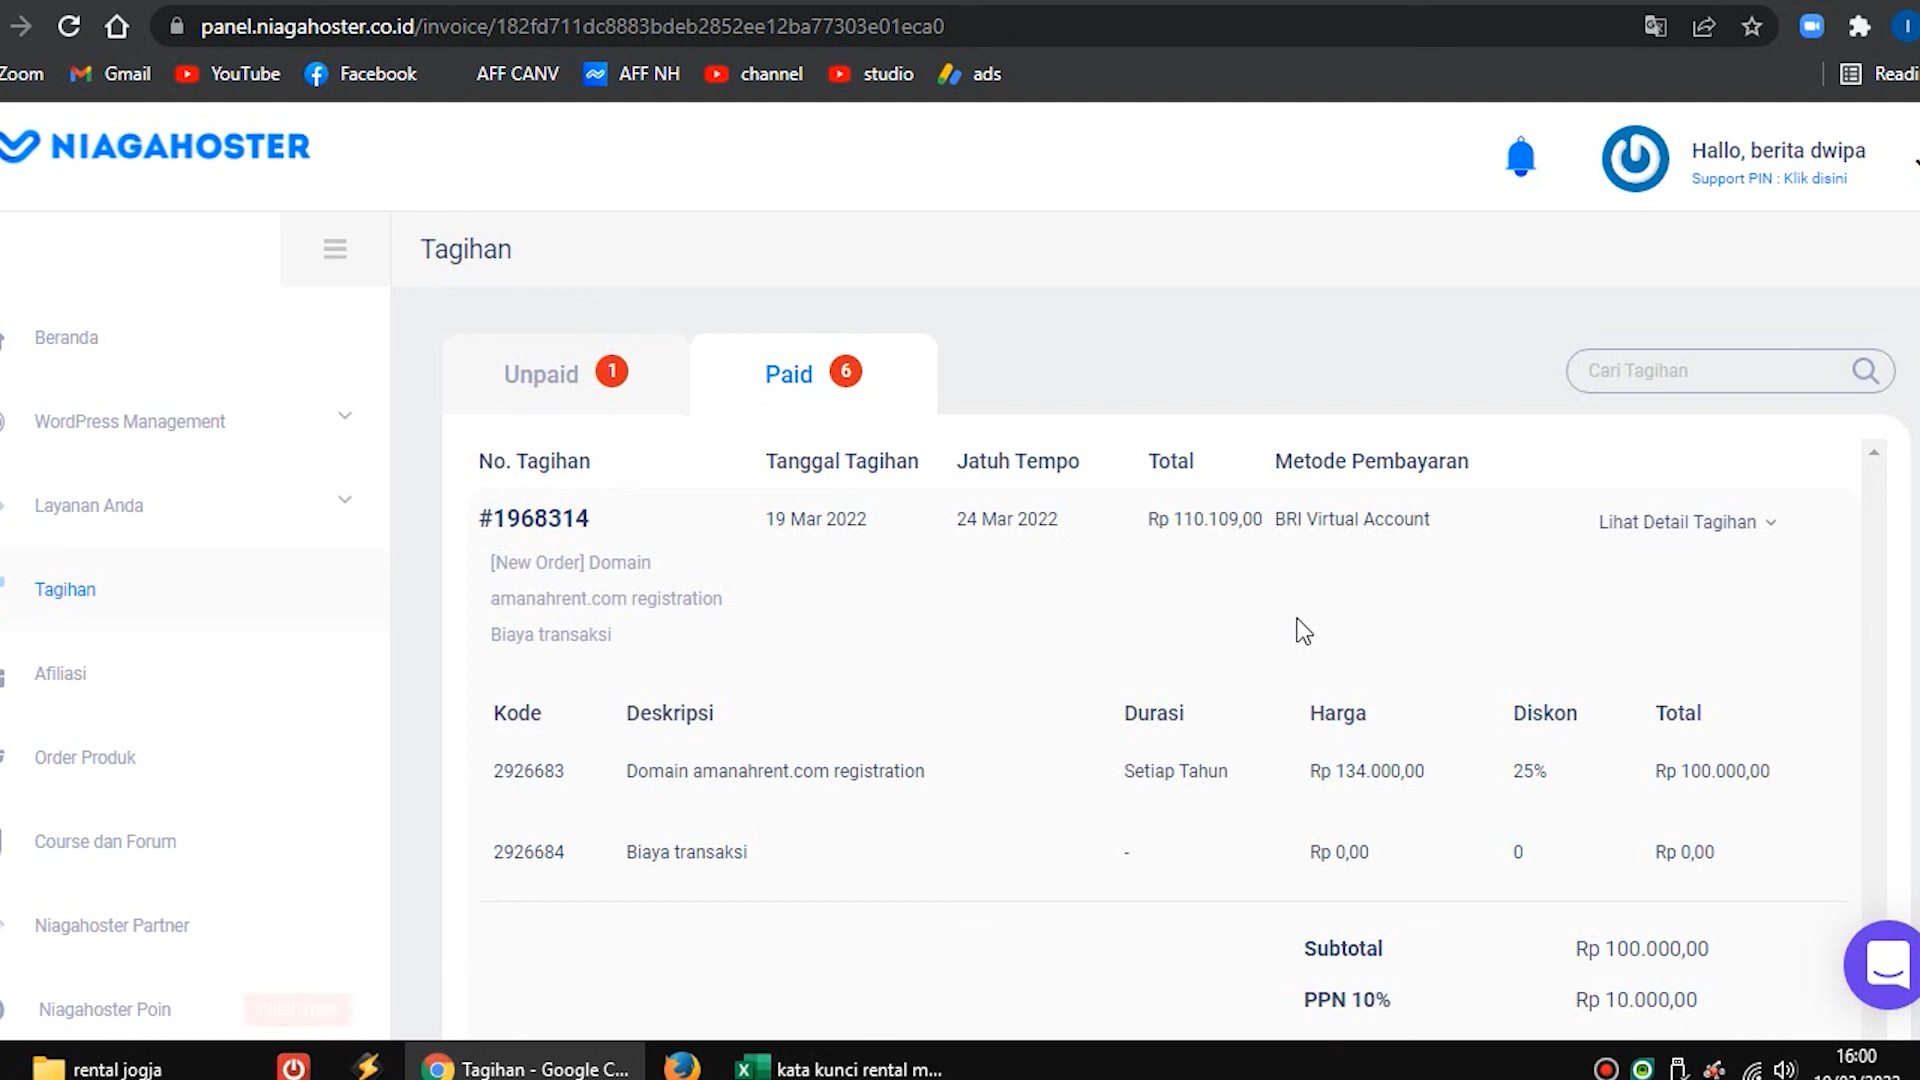 panel.niagahoster.co.id/invoice/182fd711dc8883bdeb2852ee12ba77303e01eca0
Zoom Gmail YouTube Facebook AFF CANV AFF NH channel studio ads
NIAGAHOSTER
Hallo, berita dwipa
Support PIN : Klik disini
Tagihan
Beranda
WordPress Management
Layanan Anda
Tagihan
Afiliasi
Order Produk
Course dan Forum
Niagahoster Partner
Niagahoster Poin
Unpaid 1 Paid 6 Cari Tagihan
No. Tagihan Tanggal Tagihan Jatuh Tempo Total Metode Pembayaran
#1968314 19 Mar 2022 24 Mar 2022 Rp 110.109,00 BRI Virtual Account Lihat Detail Tagihan
[New Order] Domain
amanahrent.com registration
Biaya transaksi
Kode Deskripsi Durasi Harga Diskon Total
2926683 Domain amanahrent.com registration Setiap Tahun Rp 134.000,00 25% Rp 100.000,00
2926684 Biaya transaksi - Rp 0,00 0 Rp 0,00
Subtotal Rp 100.000,00
PPN 10% Rp 10.000,00
rental jogja Tagihan - Google C... kata kunci rental m... 16:00